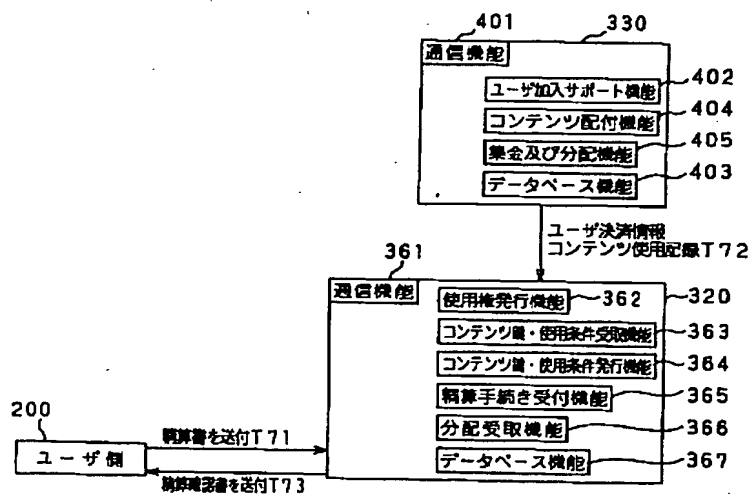 401
330
通信機能
402
ユーザ加入サポート機能
404
コンテンツ配付機能
405
集金及び分配機能
403
データベース機能
ユーザ決済情報
コンテンツ使用記録T72
361
通信機能
使用権発行機能
362
320
コンテンツ鍵・使用条件受取機能
363
コンテンツ鍵・使用条件発行機能
364
精算手続き受付機能
365
分配受取機能
366
データベース機能
367
200
ユーザ側
精算書を送付T71
精算確認書を送付T73